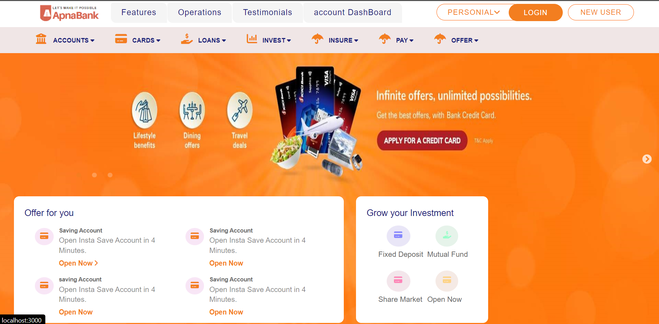 LET'S MAKE IT POSSIBLE
ApnaBank
Features Operations Testimonials account DashBoard
PERSONAL LOGIN NEW USER
ACCOUNTS CARDS LOANS INVEST INSURE PAY OFFER
VISA
VISA
Infinite offers, unlimited possibilities.
Get the best offers, with Bank Credit Card.
APPLY FOR A CREDIT CARD
Lifestyle benefits
Dining offers
Travel deals
Offer for you
Saving Account
Open Insta Save Account in 4
Minutes.
Open Now >
Saving Account
Open Insta Save Account in 4
Minutes.
Open Now
saving Account
Open Insta Save Account in 4
Minutes.
Open Now
Saving Account
Open Insta Save Account in 4
Minutes.
Open Now
Grow your Investment
Fixed Deposit Mutual Fund
Share Market Open Now
localhost:3000